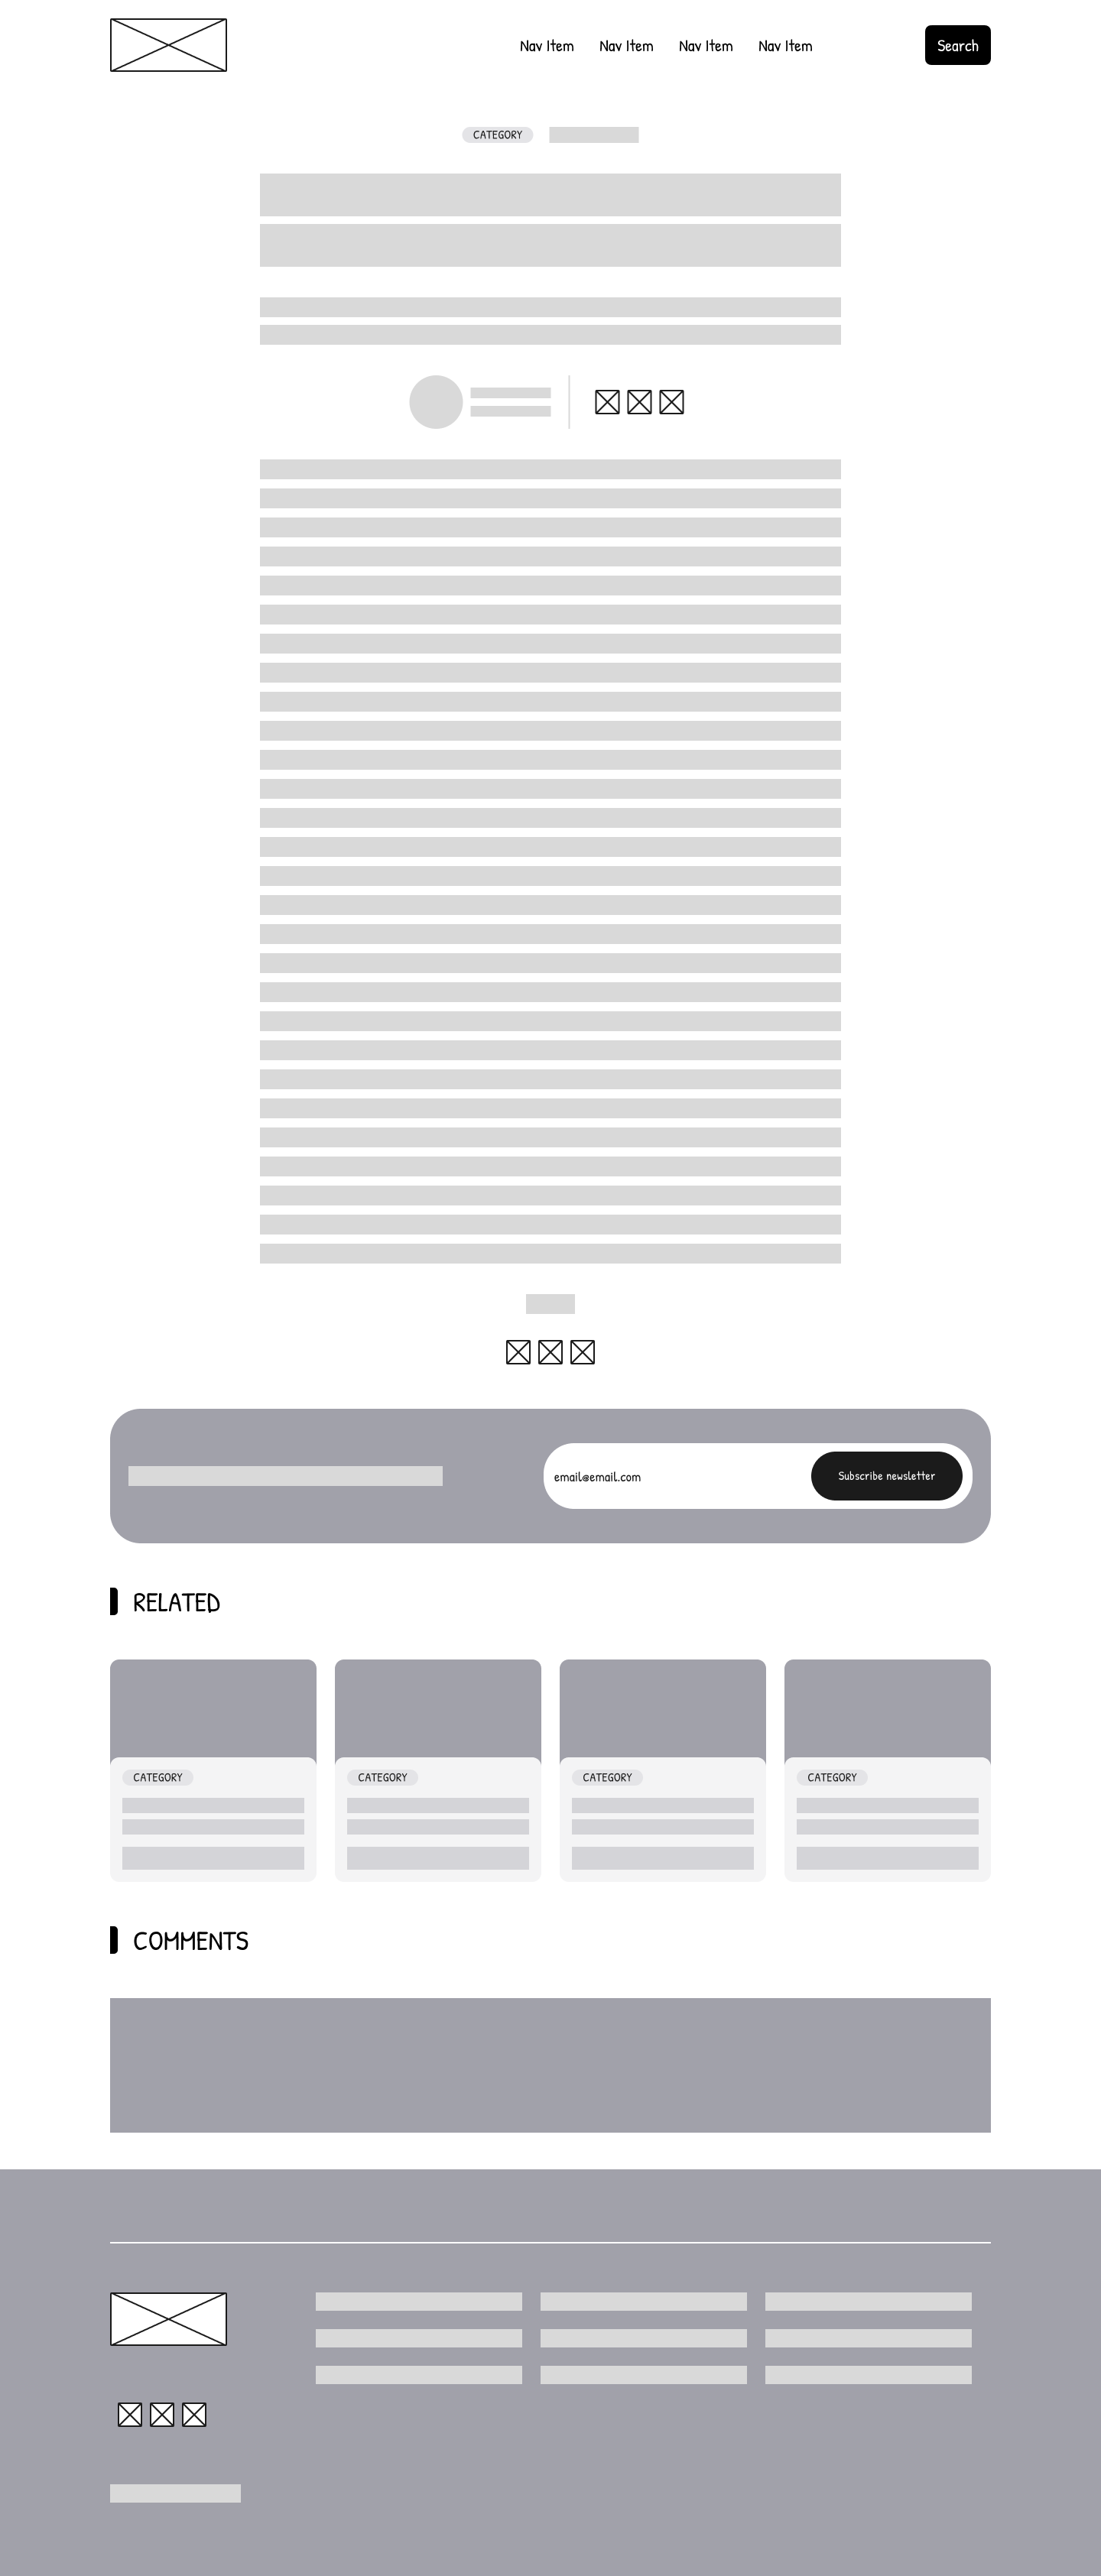 Nav Item Nav Item Nav Item Nav Item Search
CATEGORY
email@email.com Subscribe newsletter
RELATED
CATEGORY CATEGORY CATEGORY CATEGORY
COMMENTS